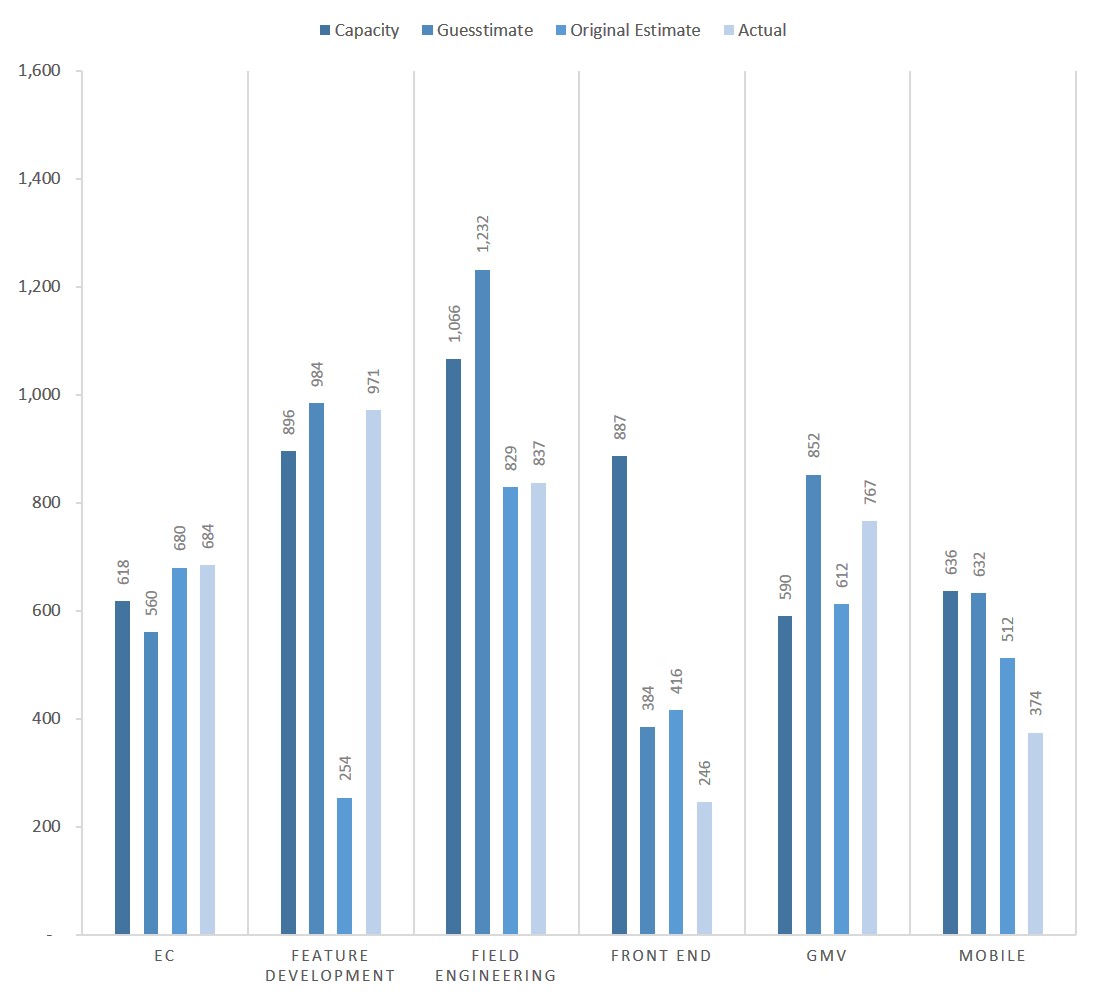 Capacity Guesstimate Original Estimate Actual
1,600
1,400
1,200
1,000
800
600
400
200
-
618 560 680 684
896 984 254 971
1,066 1,232 829 837
887 384 416 246
590 852 612 767
636 632 512 374
EC
FEATURE
DEVELOPMENT
FIELD
ENGINEERING
FRONT END
GMV
MOBILE